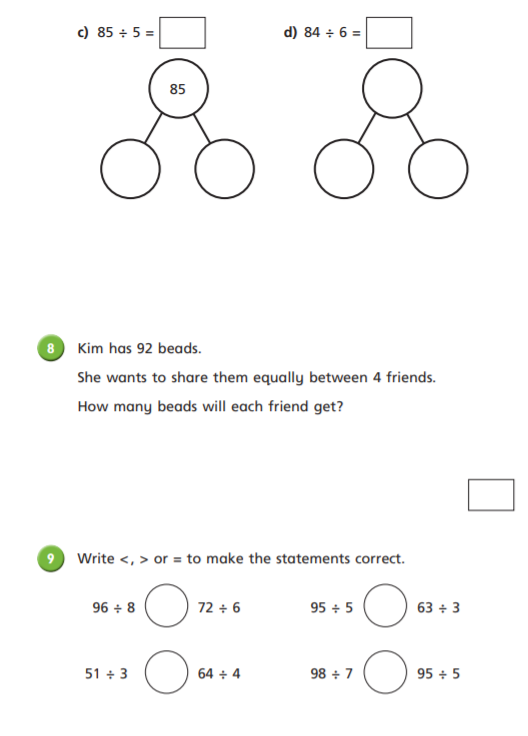 c) 85 ÷ 5 =
d) 84 ÷ 6 =
85
8 Kim has 92 beads.
She wants to share them equally between 4 friends.
How many beads will each friend get?
9 Write <, > or = to make the statements correct.
96 ÷ 8 72 ÷ 6 95 ÷ 5 63 ÷ 3
51 ÷ 3 64 ÷ 4 98 ÷ 7 95 ÷ 5